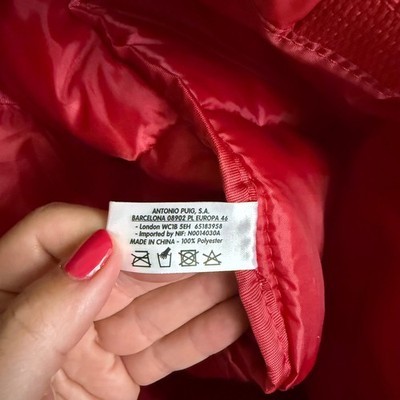 ANTONIO PUIG, S.A.
BARCELONA 08902 PL EUROPA 46
- London WC1B 5EH 65183958
- Imported by NIF: N0014030A
MADE IN CHINA - 100% Polyester